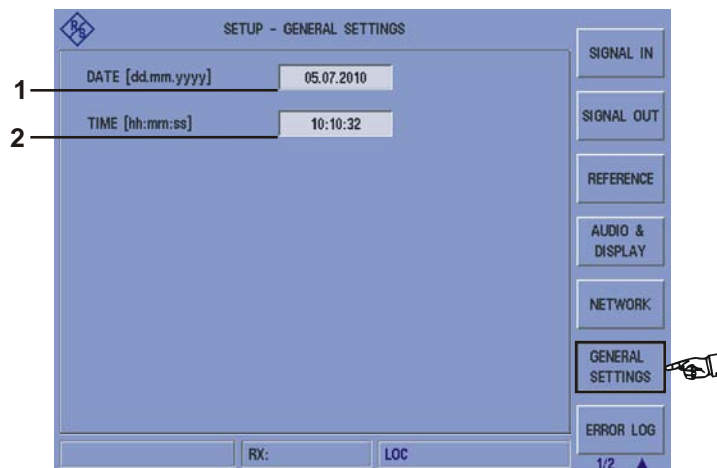 R&S
SETUP - GENERAL SETTINGS
1
DATE [dd.mm.yyyy]
05.07.2010
2
TIME [hh:mm:ss]
10:10:32
SIGNAL IN
SIGNAL OUT
REFERENCE
AUDIO &
DISPLAY
NETWORK
GENERAL
SETTINGS
ERROR LOG
RX:
LOC
1/2